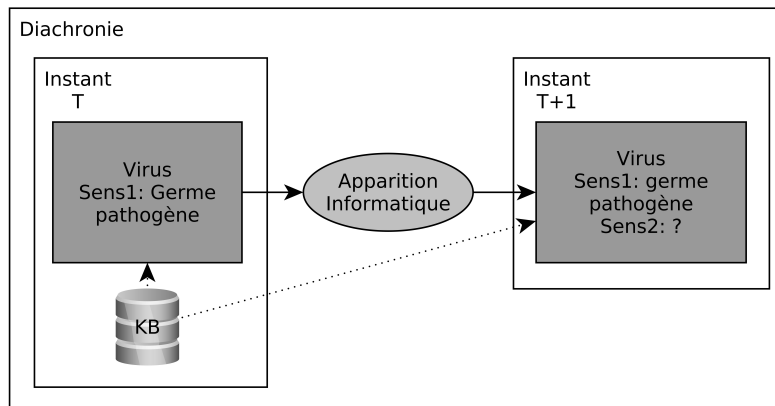 Diachronie
Instant
T
Virus
Sens1: Germe
pathogène
KB
Apparition
Informatique
Instant
T+1
Virus
Sens1: germe
pathogène
Sens2: ?